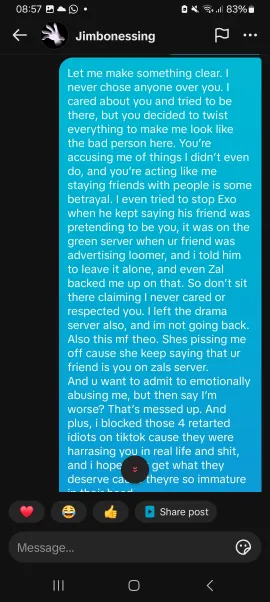 08:57
83%
Jimbonessing
Let me make something clear. I
never chose anyone over you. I
cared about you and tried to be
there, but you decided to twist
everything to make me look like
the bad person here. You're
accusing me of things I didn't even
do, and you're acting like me
staying friends with people is some
betrayal. I even tried to stop Exo
when he kept saying his friend was
pretending to be you, it was on the
green server when ur friend was
advertising loomer, and i told him
to leave it alone, and even Zal
backed me up on that. So don't sit
there claiming I never cared or
respected you. I left the drama
server also, and im not going back.
Also this mf theo. Shes pissing me
off cause she keep saying that ur
friend is you on zals server.
And u want to admit to emotionally
abusing me, but then say I'm
worse? That's messed up. And
plus, i blocked those 4 retarted
idiots on tiktok cause they were
harrasing you in real life and shit,
and i hope get what they
deserve theyre so immature
in their head
Share post
Message...